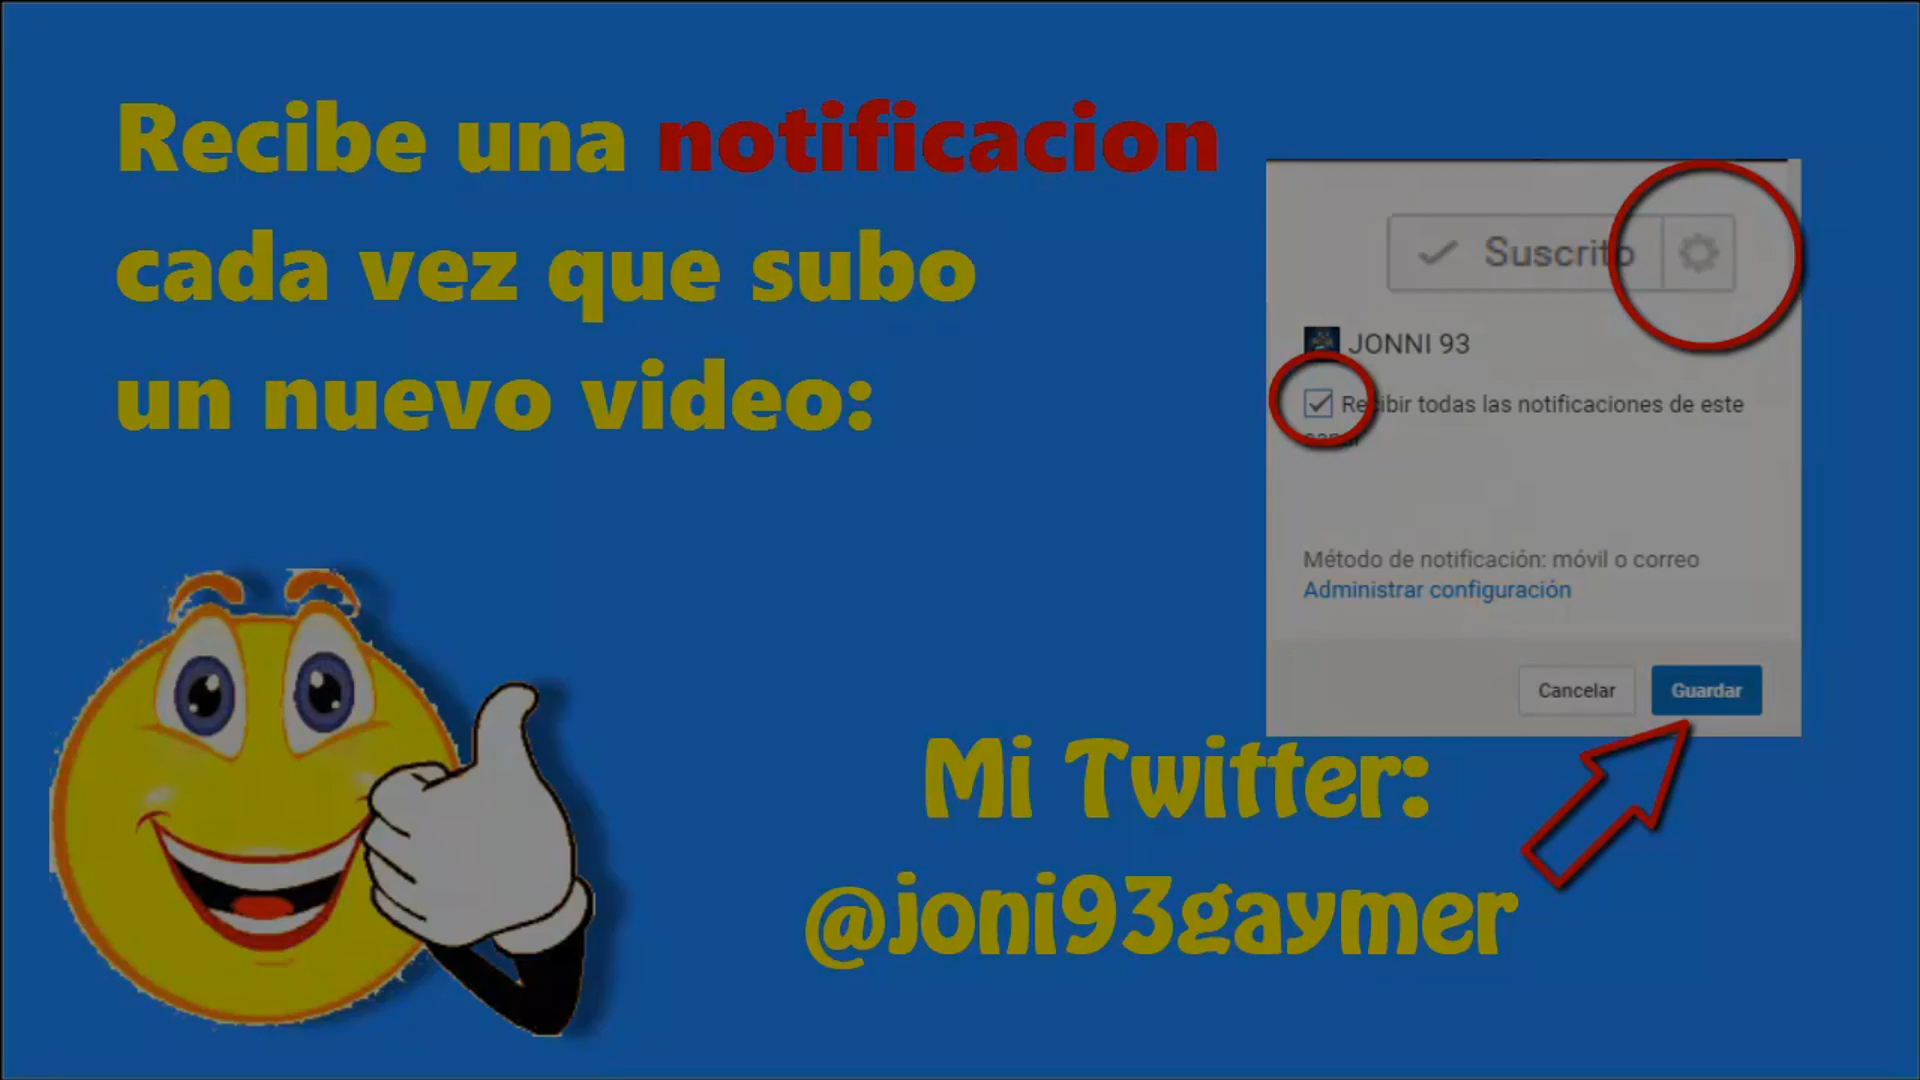 Recibe una notificacion
cada vez que subo
un nuevo video:
Suscrito
JONNI 93
Recibir todas las notificaciones de este
canal
Método de notificación: móvil o correo
Administrar configuración
Cancelar
Guardar
Mi Twitter:
@joni93gaymer